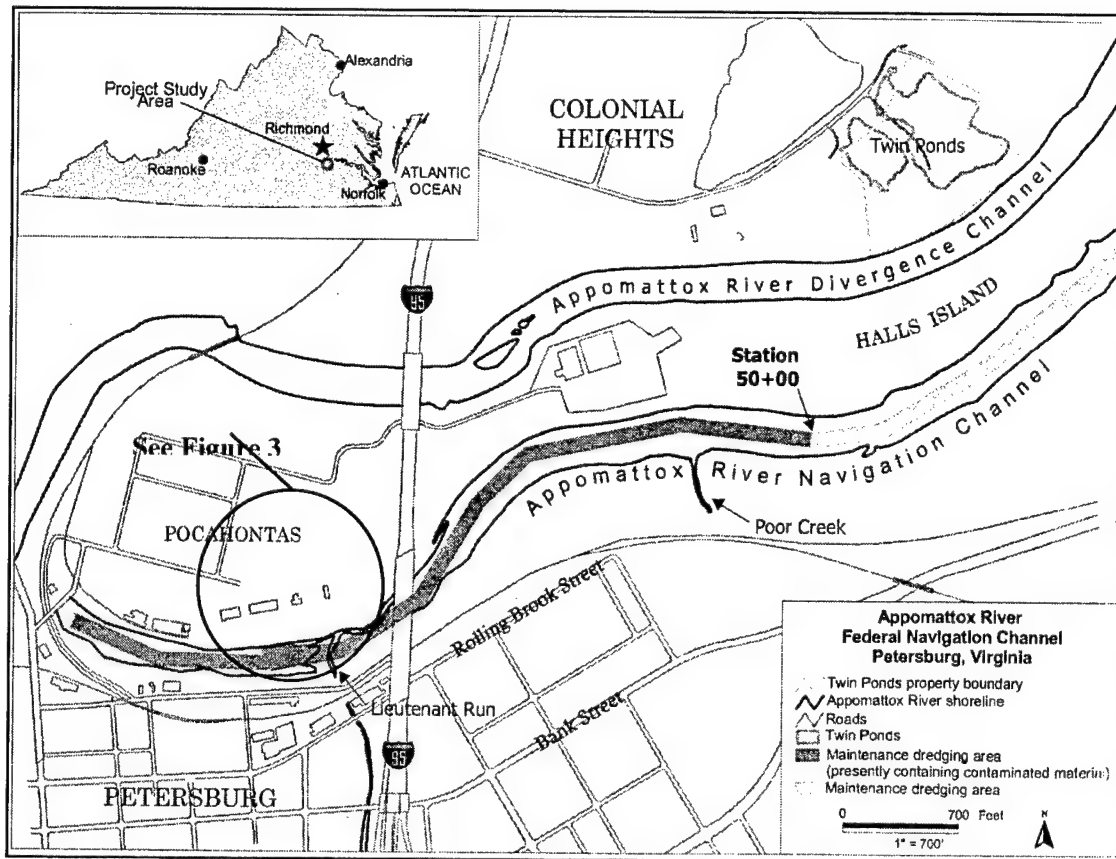 Alexandria
Project Study
Area
Richmond
Roanoke
ATLANTIC
OCEAN
Norfolk
COLONIAL
HEIGHTS
Twin Ponds
95
Appomattox River Divergence Channel
HALLS ISLAND
Station
50+00
See Figure 3
Appomattox River Navigation Channel
POCAHONTAS
Poor Creek
Rolling Brook Street
Lieutenant Run
Bank Street
95
PETERSBURG
Appomattox River
Federal Navigation Channel
Petersburg, Virginia
Twin Ponds property boundary
Appomattox River shoreline
Roads
Twin Ponds
Maintenance dredging area
(presently containing contaminated material)
Maintenance dredging area
0 700 Feet
1" = 700'
N